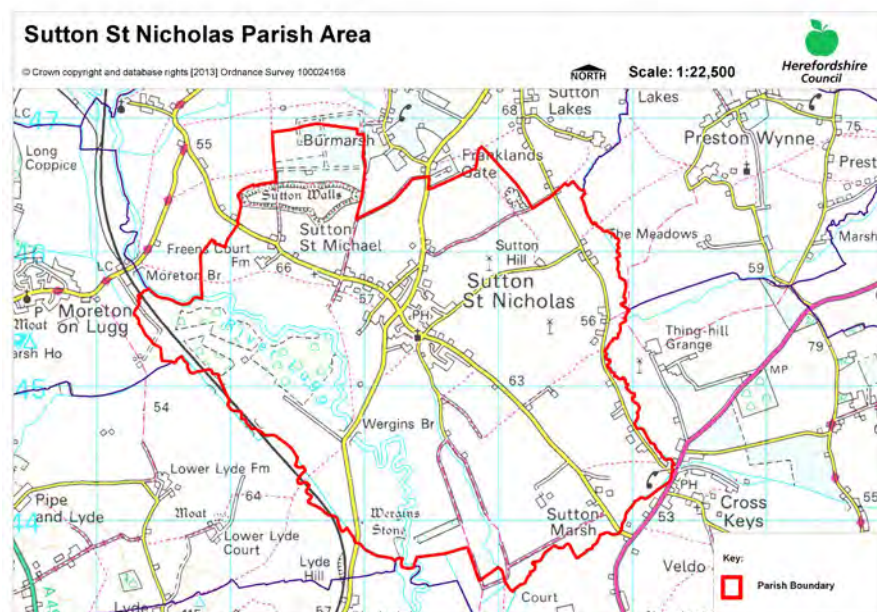 Sutton St Nicholas Parish Area
© Crown copyright and database rights [2013] Ordnance Survey 100024168
NORTH
Scale: 1:22,500
Herefordshire
Council
LC
47
55
Burmarsh
68
Sutton
Lakes
Lakes
Preston Wynne
75
Long
Coppice
Franklands
Gate
Prest
Sutton Walls
Sutton
St Michael
The Meadows
Marsh
Freens Court
Fm
66
Sutton
Hill
LC
Moreton Br
59
57
Sutton
St Nicholas
P
Moreton
on Lugg
Moat
PH
56
Thing-hill
Grange
79
arsh Ho
45
63
MP
54
Wergins Br
Lower Lyde Fm
Pipe
and Lyde
64
Moat
PH
Cross
Keys
55
44
Wergins
Stone
Sutton
Marsh
53
Lower Lyde
Court
Lyde
Hill
Veldo
Key:
Parish Boundary
Court
Lyde
57